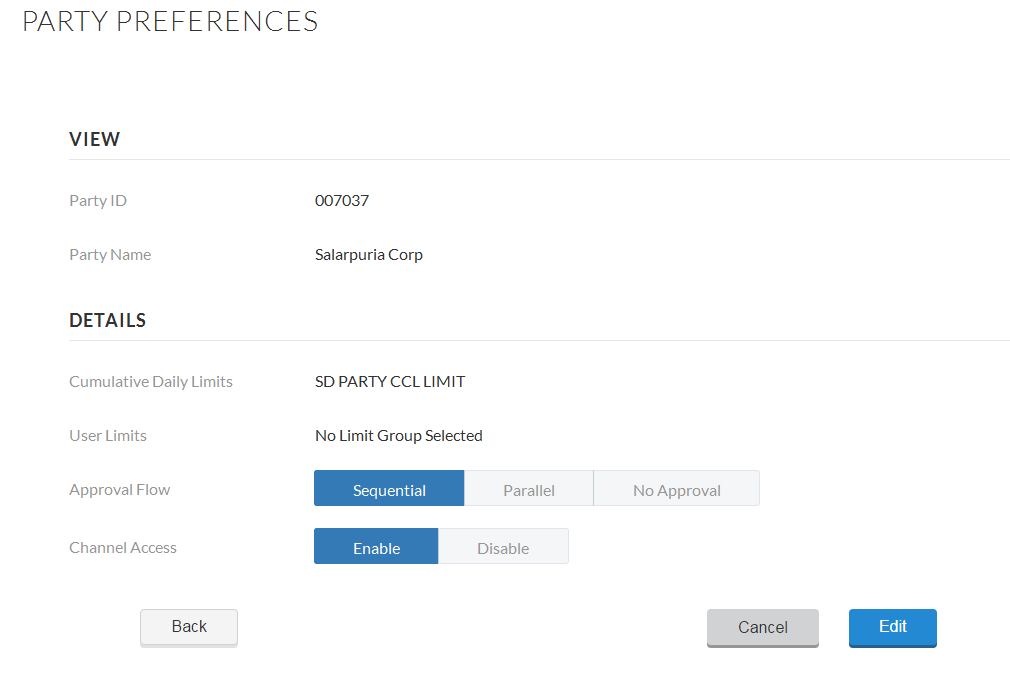 PARTY PREFERENCES
VIEW
Party ID 007037
Party Name Salarpuria Corp
DETAILS
Cumulative Daily Limits SD PARTY CCL LIMIT
User Limits No Limit Group Selected
Approval Flow Sequential Parallel No Approval
Channel Access Enable Disable
Back Cancel Edit